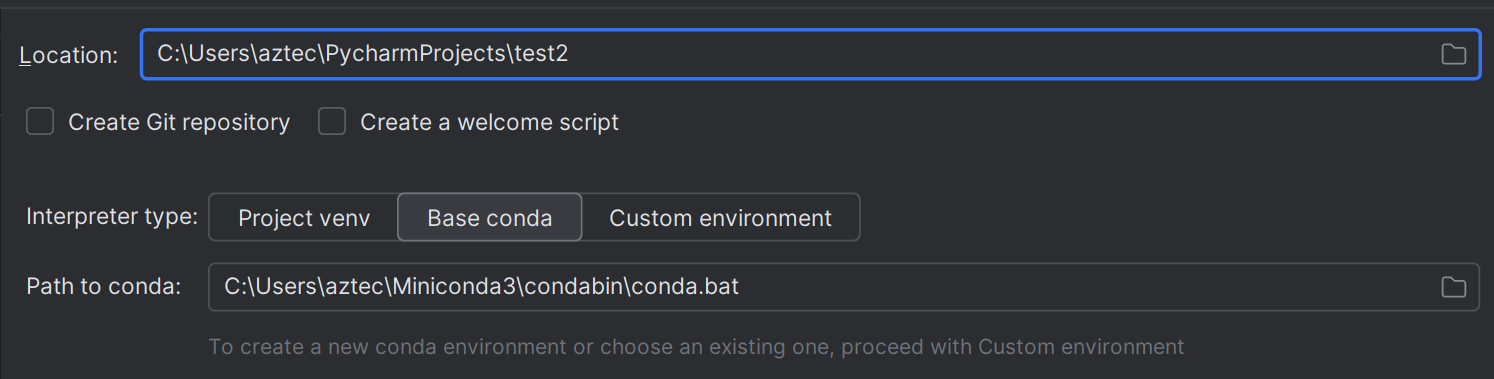 Location: C:\Users\aztec\PycharmProjects\test2
Create Git repository Create a welcome script
Interpreter type: Project venv Base conda Custom environment
Path to conda: C:\Users\aztec\Miniconda3\condabin\conda.bat
To create a new conda environment or choose an existing one, proceed with Custom environment